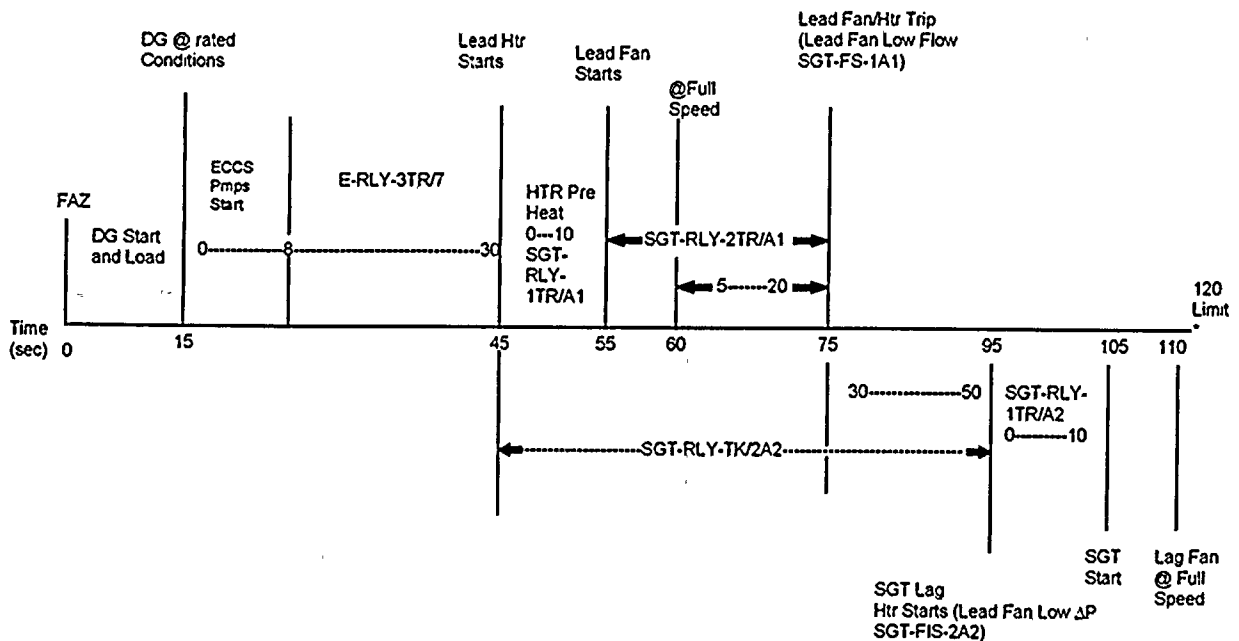 DG @ rated
Conditions
Lead Htr
Starts
Lead Fan
Starts
@Full
Speed
Lead Fan/Htr Trip
(Lead Fan Low Flow
SGT-FS-1A1)
FAZ
DG Start
and Load
ECCS
Pmps
Start
E-RLY-3TR/7
0-----------8------------------------30
HTR Pre
Heat
0---10
SGT-
RLY-
1TR/A1
SGT-RLY-2TR/A1
5-------20
120
Limit
Time
(sec)
0
15
45
55
60
75
95
105
110
30--------------50
SGT-RLY-
1TR/A2
0----------10
SGT-RLY-TK/2A2
SGT
Start
Lag Fan
@ Full
Speed
SGT Lag
Htr Starts (Lead Fan Low ΔP
SGT-FIS-2A2)